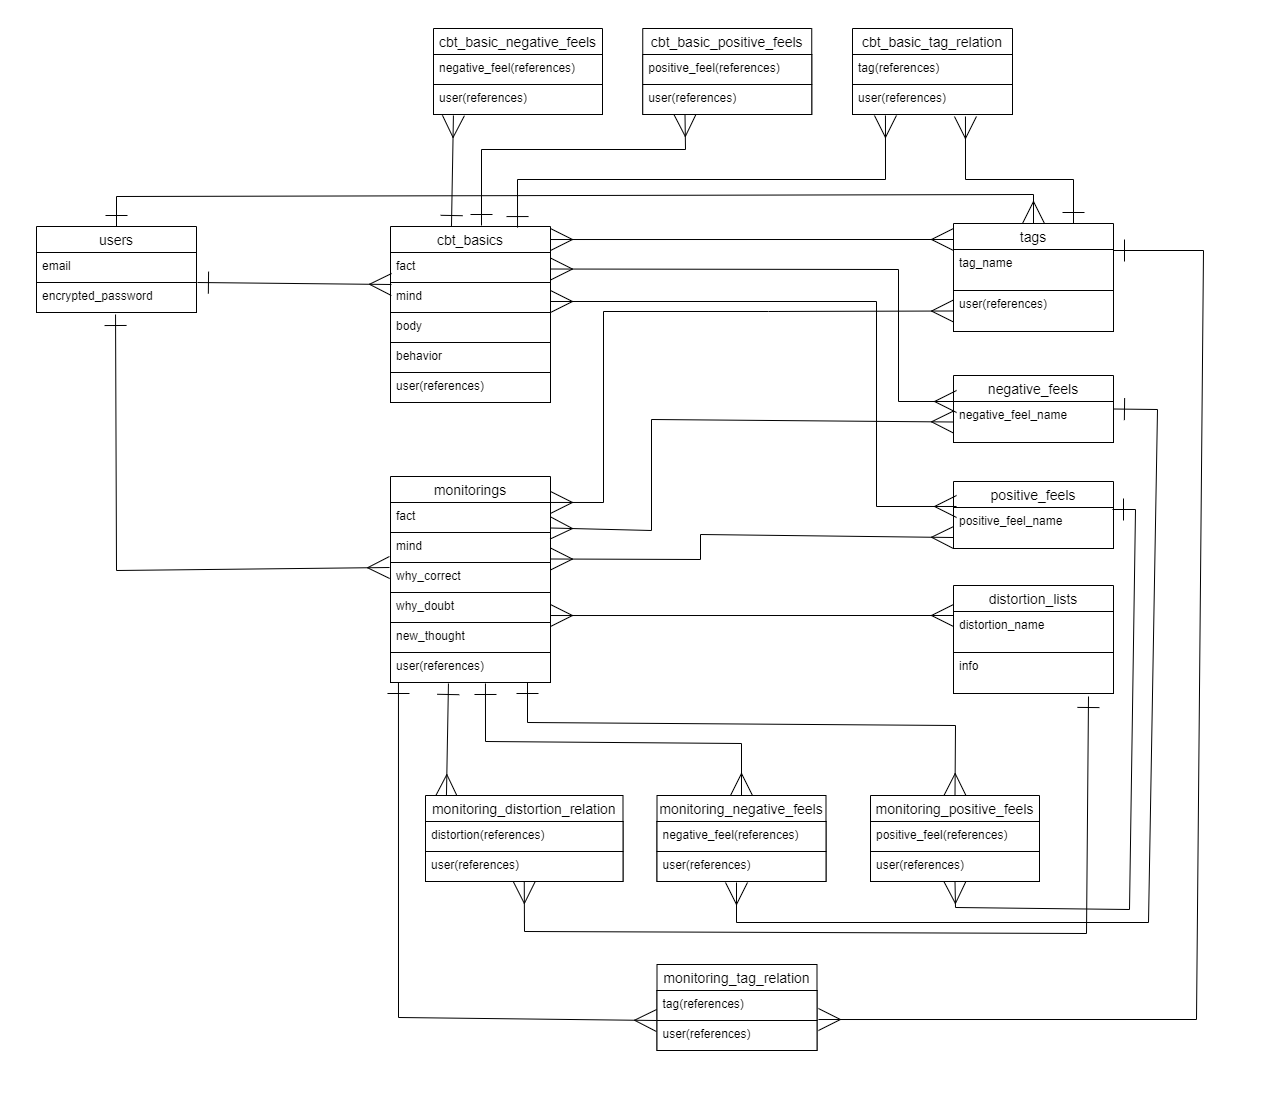 cbt_basic_negative_feels
negative_feel(references)
user(references)
cbt_basic_positive_feels
positive_feel(references)
user(references)
cbt_basic_tag_relation
tag(references)
user(references)
users
email
encrypted_password
cbt_basics
fact
mind
body
behavior
user(references)
tags
tag_name
user(references)
negative_feels
negative_feel_name
monitorings
fact
mind
why_correct
why_doubt
new_thought
user(references)
positive_feels
positive_feel_name
distortion_lists
distortion_name
info
monitoring_distortion_relation
distortion(references)
user(references)
monitoring_negative_feels
negative_feel(references)
user(references)
monitoring_positive_feels
positive_feel(references)
user(references)
monitoring_tag_relation
tag(references)
user(references)